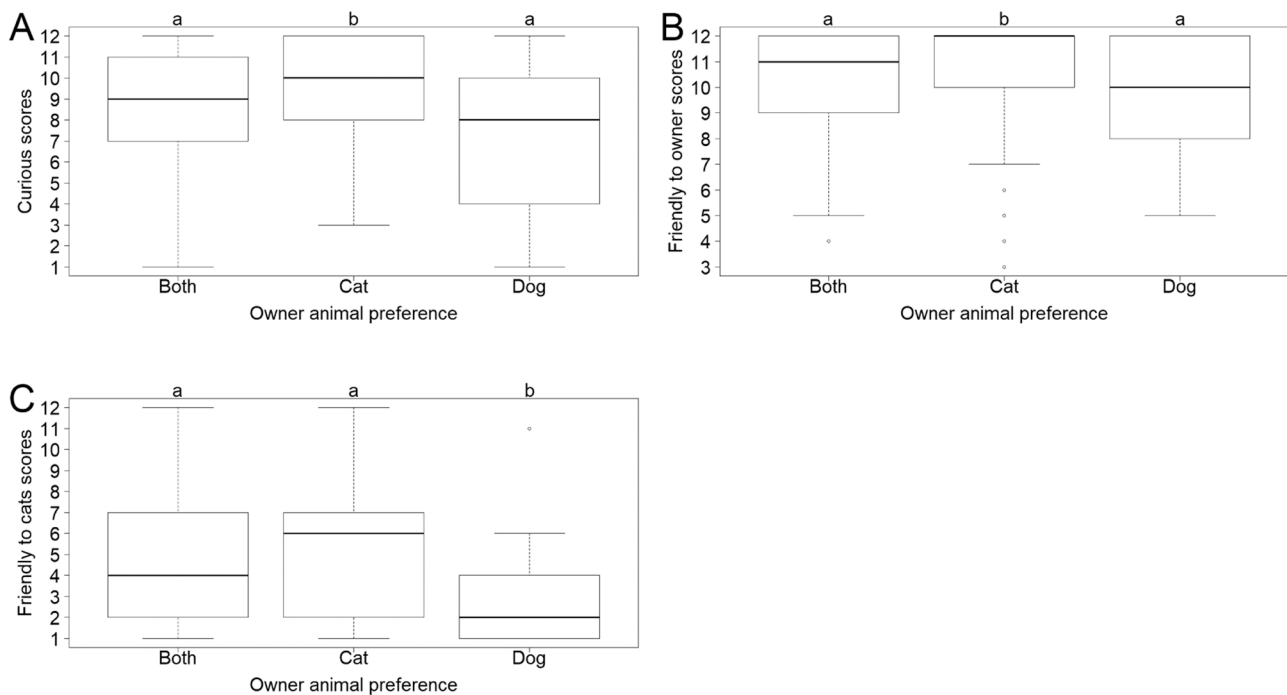 A
a b a
Curious scores
12
11
10
9
8
7
6
5
4
3
2
1
Both Cat Dog
Owner animal preference
B
a b a
Friendly to owner scores
12
11
10
9
8
7
6
5
4
3
Both Cat Dog
Owner animal preference
C
a a b
Friendly to cats scores
12
11
10
9
8
7
6
5
4
3
2
1
Both Cat Dog
Owner animal preference